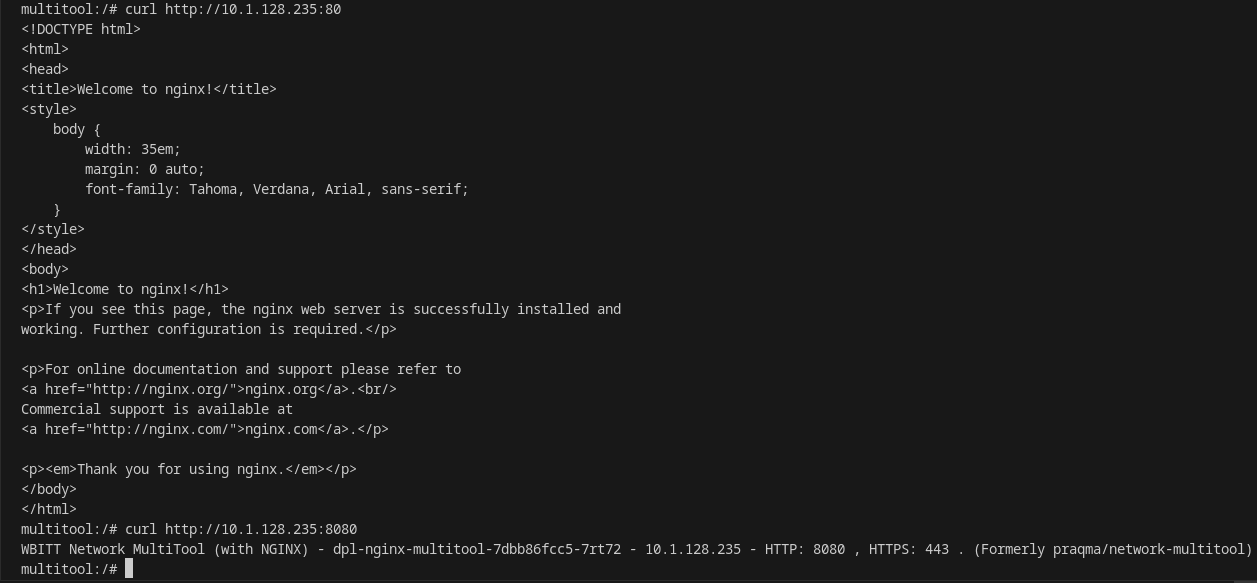 multitool:/# curl http://10.1.128.235:80
<!DOCTYPE html>
<html>
<head>
<title>Welcome to nginx!</title>
<style>
    body {
        width: 35em;
        margin: 0 auto;
        font-family: Tahoma, Verdana, Arial, sans-serif;
    }
</style>
</head>
<body>
<h1>Welcome to nginx!</h1>
<p>If you see this page, the nginx web server is successfully installed and
working. Further configuration is required.</p>

<p>For online documentation and support please refer to
<a href="http://nginx.org/">nginx.org</a>.<br/>
Commercial support is available at
<a href="http://nginx.com/">nginx.com</a>.</p>

<p><em>Thank you for using nginx.</em></p>
</body>
</html>
multitool:/# curl http://10.1.128.235:8080
WBITT Network MultiTool (with NGINX) - dpl-nginx-multitool-7dbb86fcc5-7rt72 - 10.1.128.235 - HTTP: 8080 , HTTPS: 443 . (Formerly praqma/network-multitool)
multitool:/#